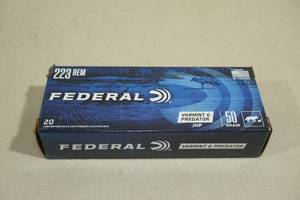 223 REM
FEDERAL
VARMINT & PREDATOR
JHP
50 GRAIN
20
FEDERAL
VARMINT & PREDATOR